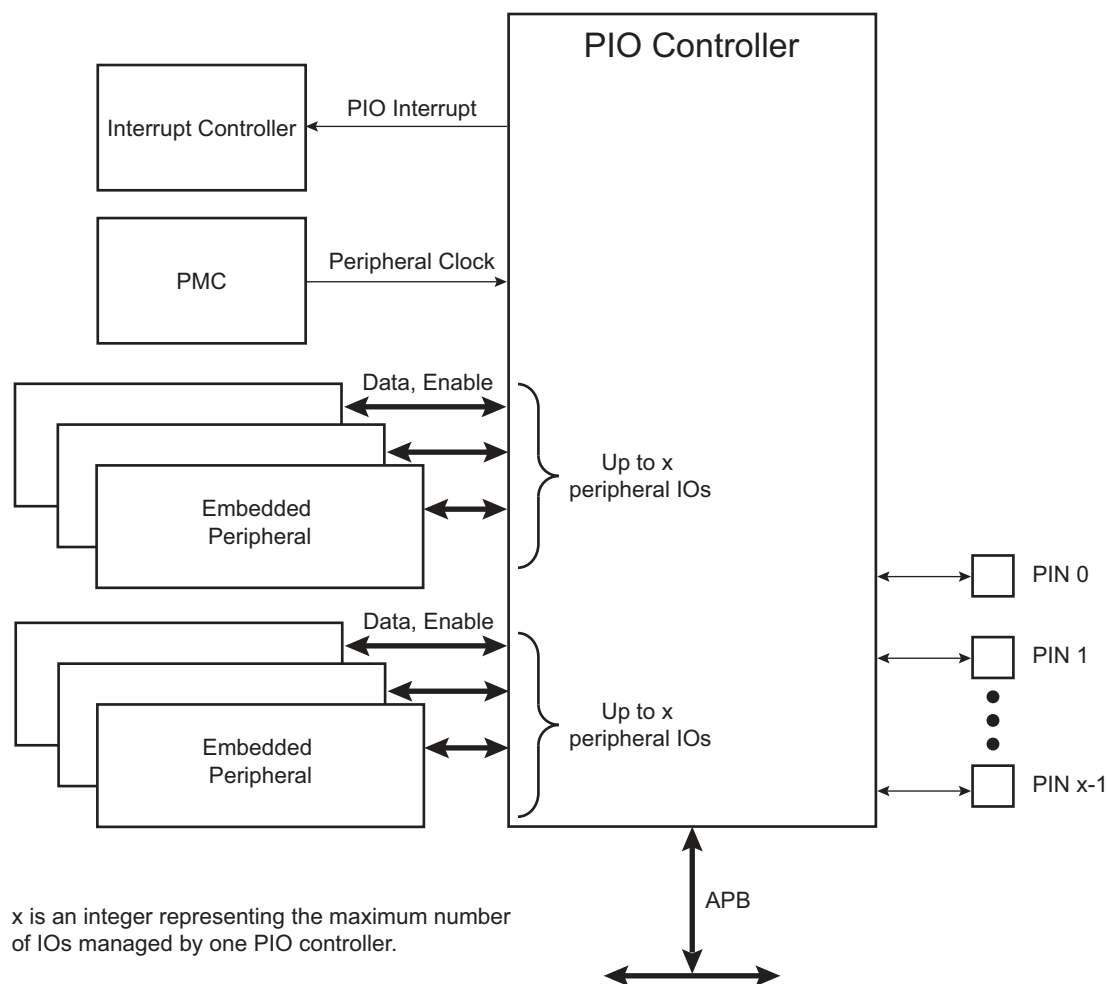 PIO Controller
PIO Interrupt
Interrupt Controller
Peripheral Clock
PMC
Data, Enable
Up to x
peripheral IOs
Embedded
Peripheral
PIN 0
Data, Enable
PIN 1
Up to x
peripheral IOs
Embedded
Peripheral
PIN x-1
APB
x is an integer representing the maximum number
of IOs managed by one PIO controller.